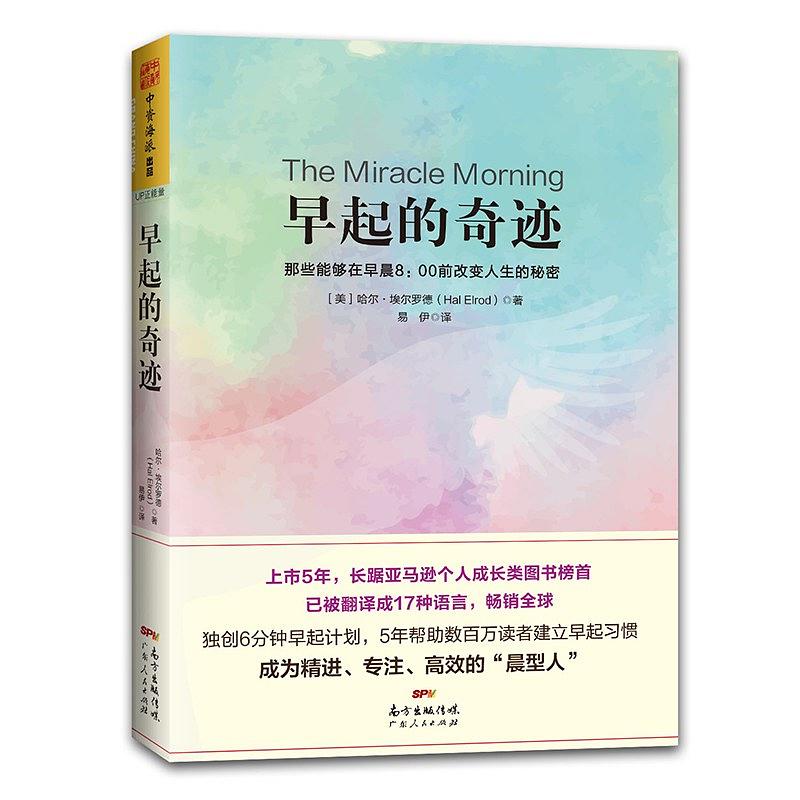 中资海派 出品
UP正能量
早起的奇迹
哈尔·埃尔罗德
(Hal Elrod) ◎著
易伊◎译
SPM
南方出版传媒
广东人民出版社
The Miracle Morning
早起的奇迹
那些能够在早晨8：00前改变人生的秘密
[美] 哈尔·埃尔罗德 (Hal Elrod) ◎著
易 伊◎译
上市5年，长踞亚马逊个人成长类图书榜首
已被翻译成17种语言，畅销全球
独创6分钟早起计划，5年帮助数百万读者建立早起习惯
成为精进、专注、高效的“晨型人”
SPM
南方出版传媒
广东人民出版社